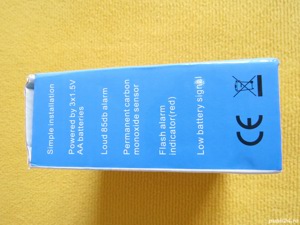 Simple installation
Powered by 3x1.5V
AA batteries
Loud 85db alarm
Permanent carbon
monoxide sensor
Flash alarm
indicator(red)
Low battery signal
CE